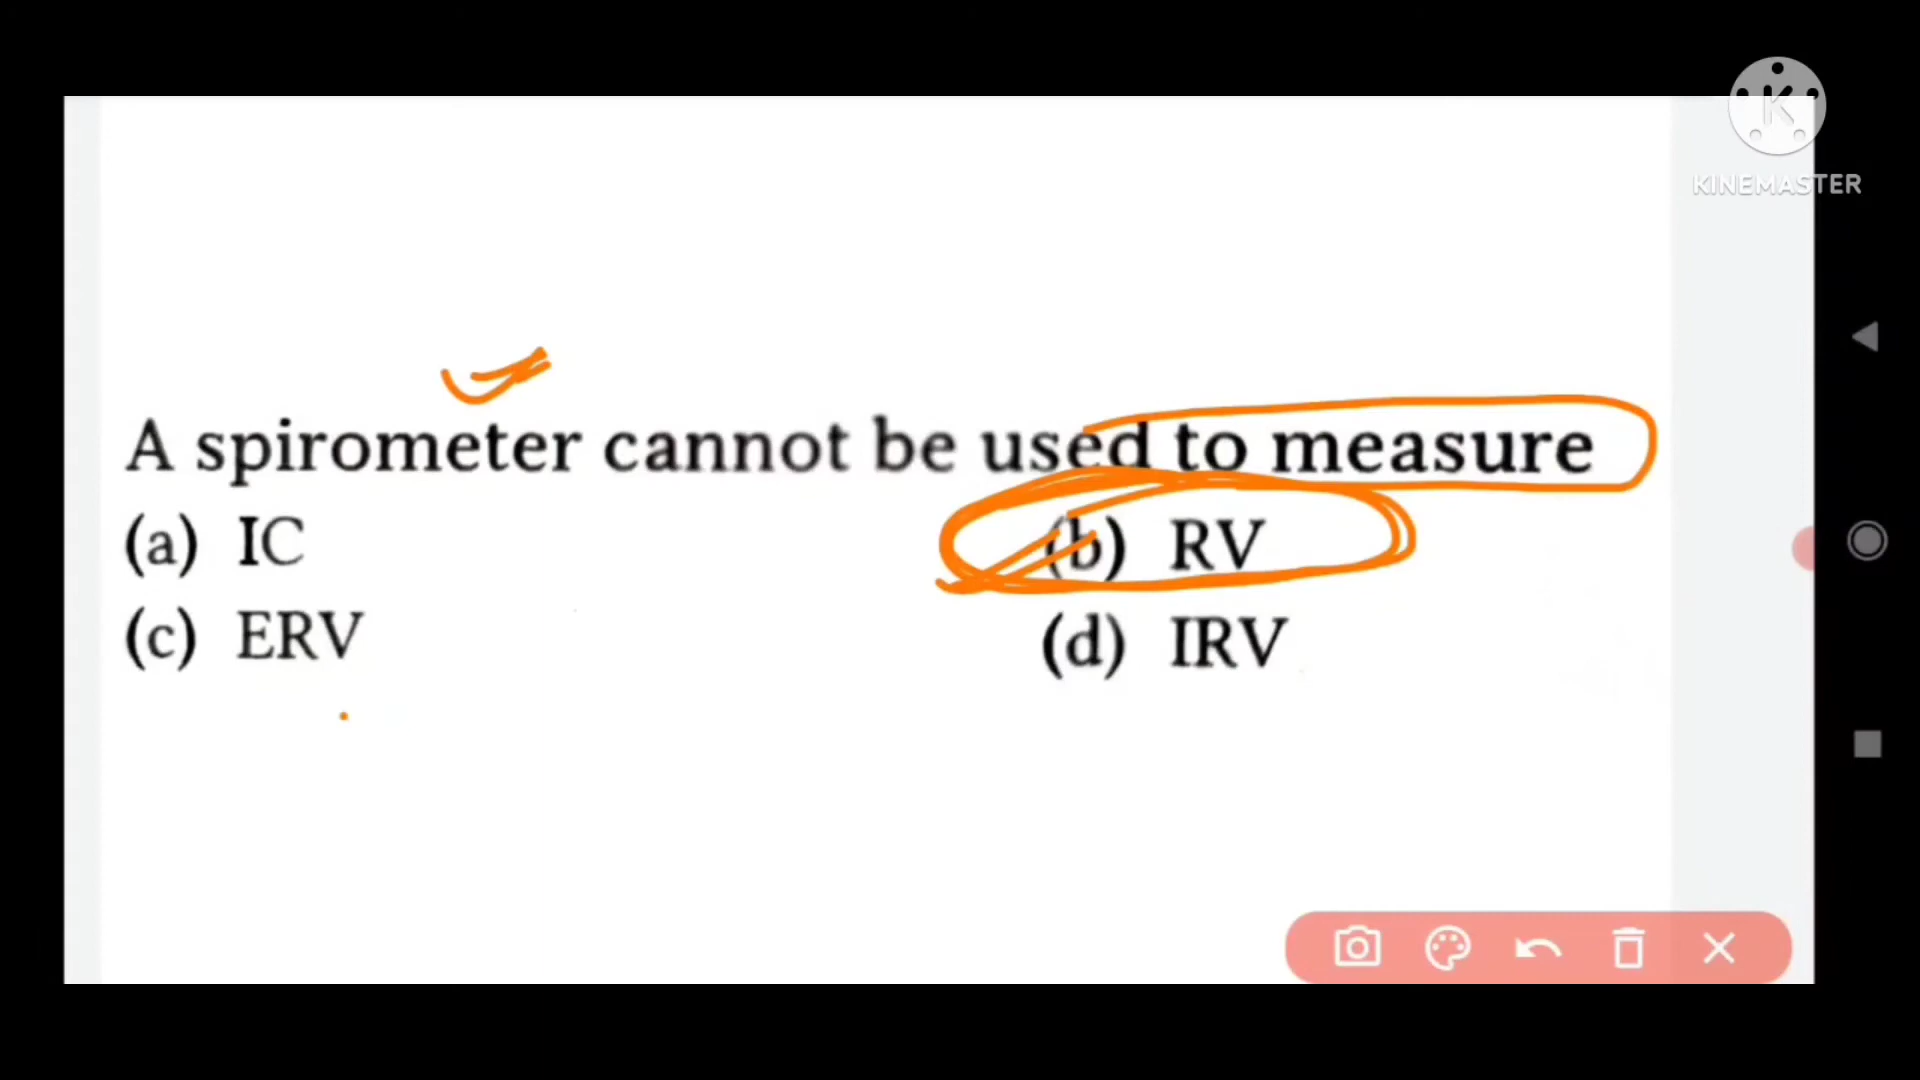 K
KINEMASTER
A spirometer cannot be used to measure
(a) IC (b) RV
(c) ERV (d) IRV